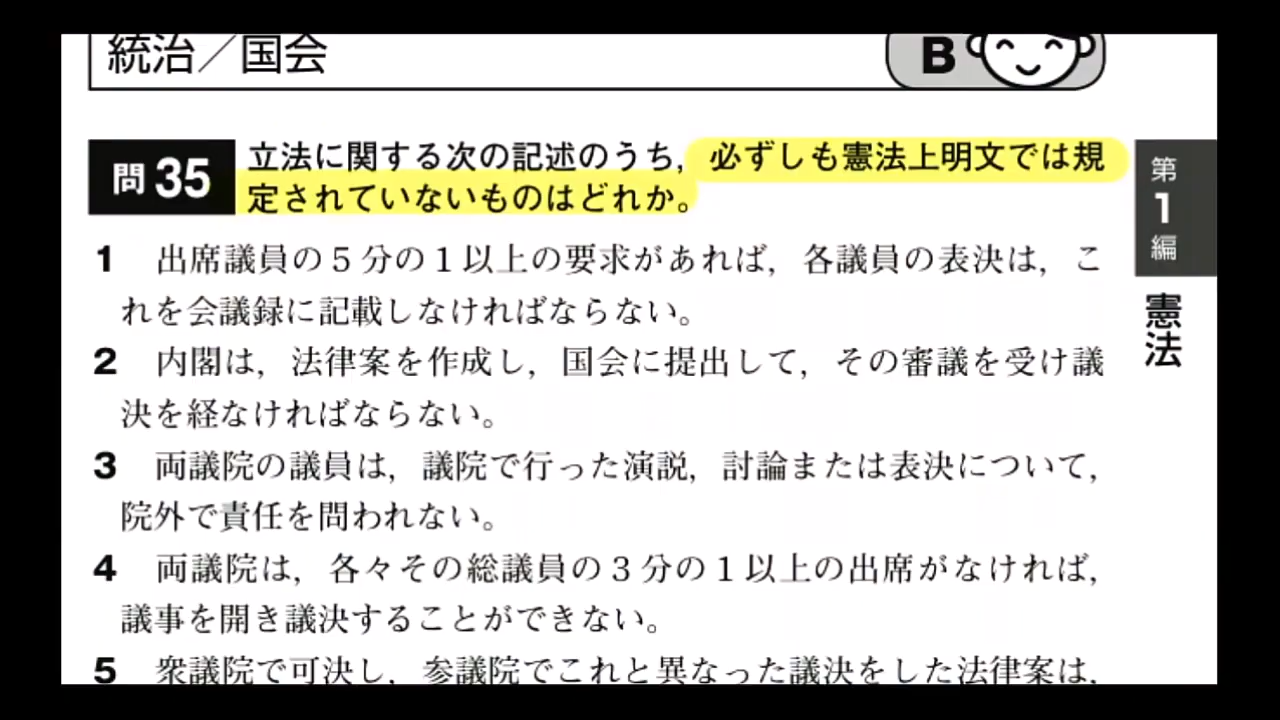 統治／国会
B
問35 立法に関する次の記述のうち，必ずしも憲法上明文では規
定されていないものはどれか。
1 出席議員の５分の１以上の要求があれば，各議員の表決は，こ
れを会議録に記載しなければならない。
2 内閣は，法律案を作成し，国会に提出して，その審議を受け議
決を経なければならない。
3 両議院の議員は，議院で行った演説，討論または表決について，
院外で責任を問われない。
4 両議院は，各々その総議員の３分の１以上の出席がなければ，
議事を開き議決することができない。
5 衆議院で可決し，参議院でこれと異なった議決をした法律案は，
第
1
編
憲法